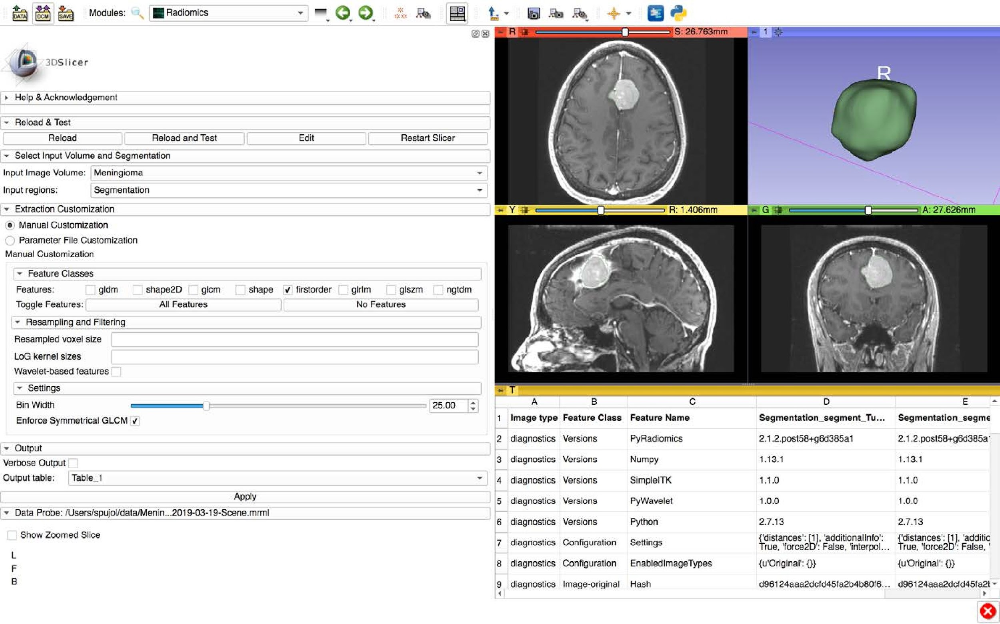 DATA DCM SAVE Modules: Radiomics
3DSlicer
Help & Acknowledgement
Reload & Test
Reload Reload and Test Edit Restart Slicer
Select Input Volume and Segmentation
Input Image Volume: Meningioma
Input regions: Segmentation
Extraction Customization
Manual Customization
Parameter File Customization
Manual Customization
Feature Classes
Features: gldm shape2D glcm shape firstorder glrlm glszm ngtdm
Toggle Features: All Features No Features
Resampling and Filtering
Resampled voxel size
LoG kernel sizes
Wavelet-based features
Settings
Bin Width 25.00
Enforce Symmetrical GLCM
Output
Verbose Output
Output table: Table_1
Apply
Data Probe: /Users/spujol/data/Menin...2019-03-19-Scene.mrml
Show Zoomed Slice
L
F
B
R S: 26.763mm
1
R
Y R: 1.406mm
G A: 27.626mm
T
A B C D E
1 Image type Feature Class Feature Name Segmentation_segment_Tu... Segmentation_segme
2 diagnostics Versions PyRadiomics 2.1.2.post58+g6d385a1 2.1.2.post58+g6d385a
3 diagnostics Versions Numpy 1.13.1 1.13.1
4 diagnostics Versions SimpleITK 1.1.0 1.1.0
5 diagnostics Versions PyWavelet 1.0.0 1.0.0
6 diagnostics Versions Python 2.7.13 2.7.13
7 diagnostics Configuration Settings {'distances': [1], 'additionalInfo': {'distances': [1], 'additic
True, 'force2D': False, 'interpol... True, 'force2D': False, '
8 diagnostics Configuration EnabledImageTypes {u'Original': {}} {u'Original': {}}
9 diagnostics Image-original Hash d96124aaa2dcfd45fa2b4b80f6... d96124aaa2dcfd45fa2b